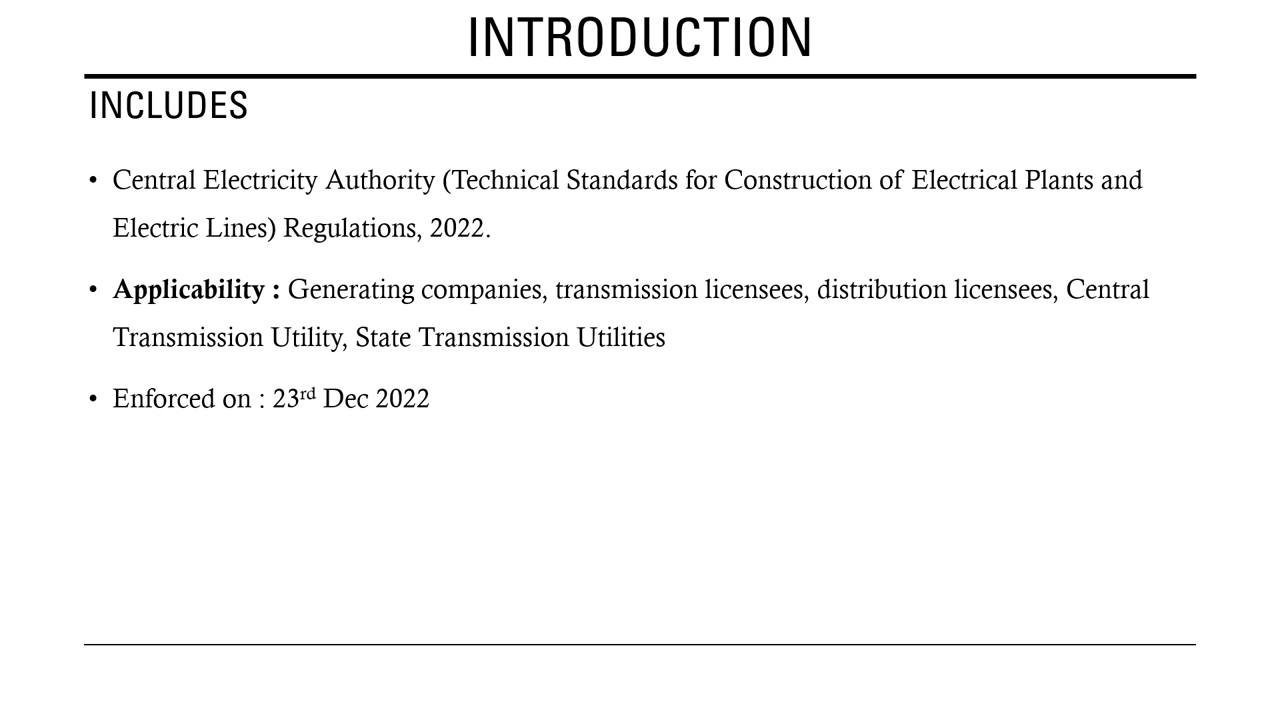 INTRODUCTION
INCLUDES
• Central Electricity Authority (Technical Standards for Construction of Electrical Plants and
Electric Lines) Regulations, 2022.
• Applicability : Generating companies, transmission licensees, distribution licensees, Central
Transmission Utility, State Transmission Utilities
• Enforced on : 23rd Dec 2022